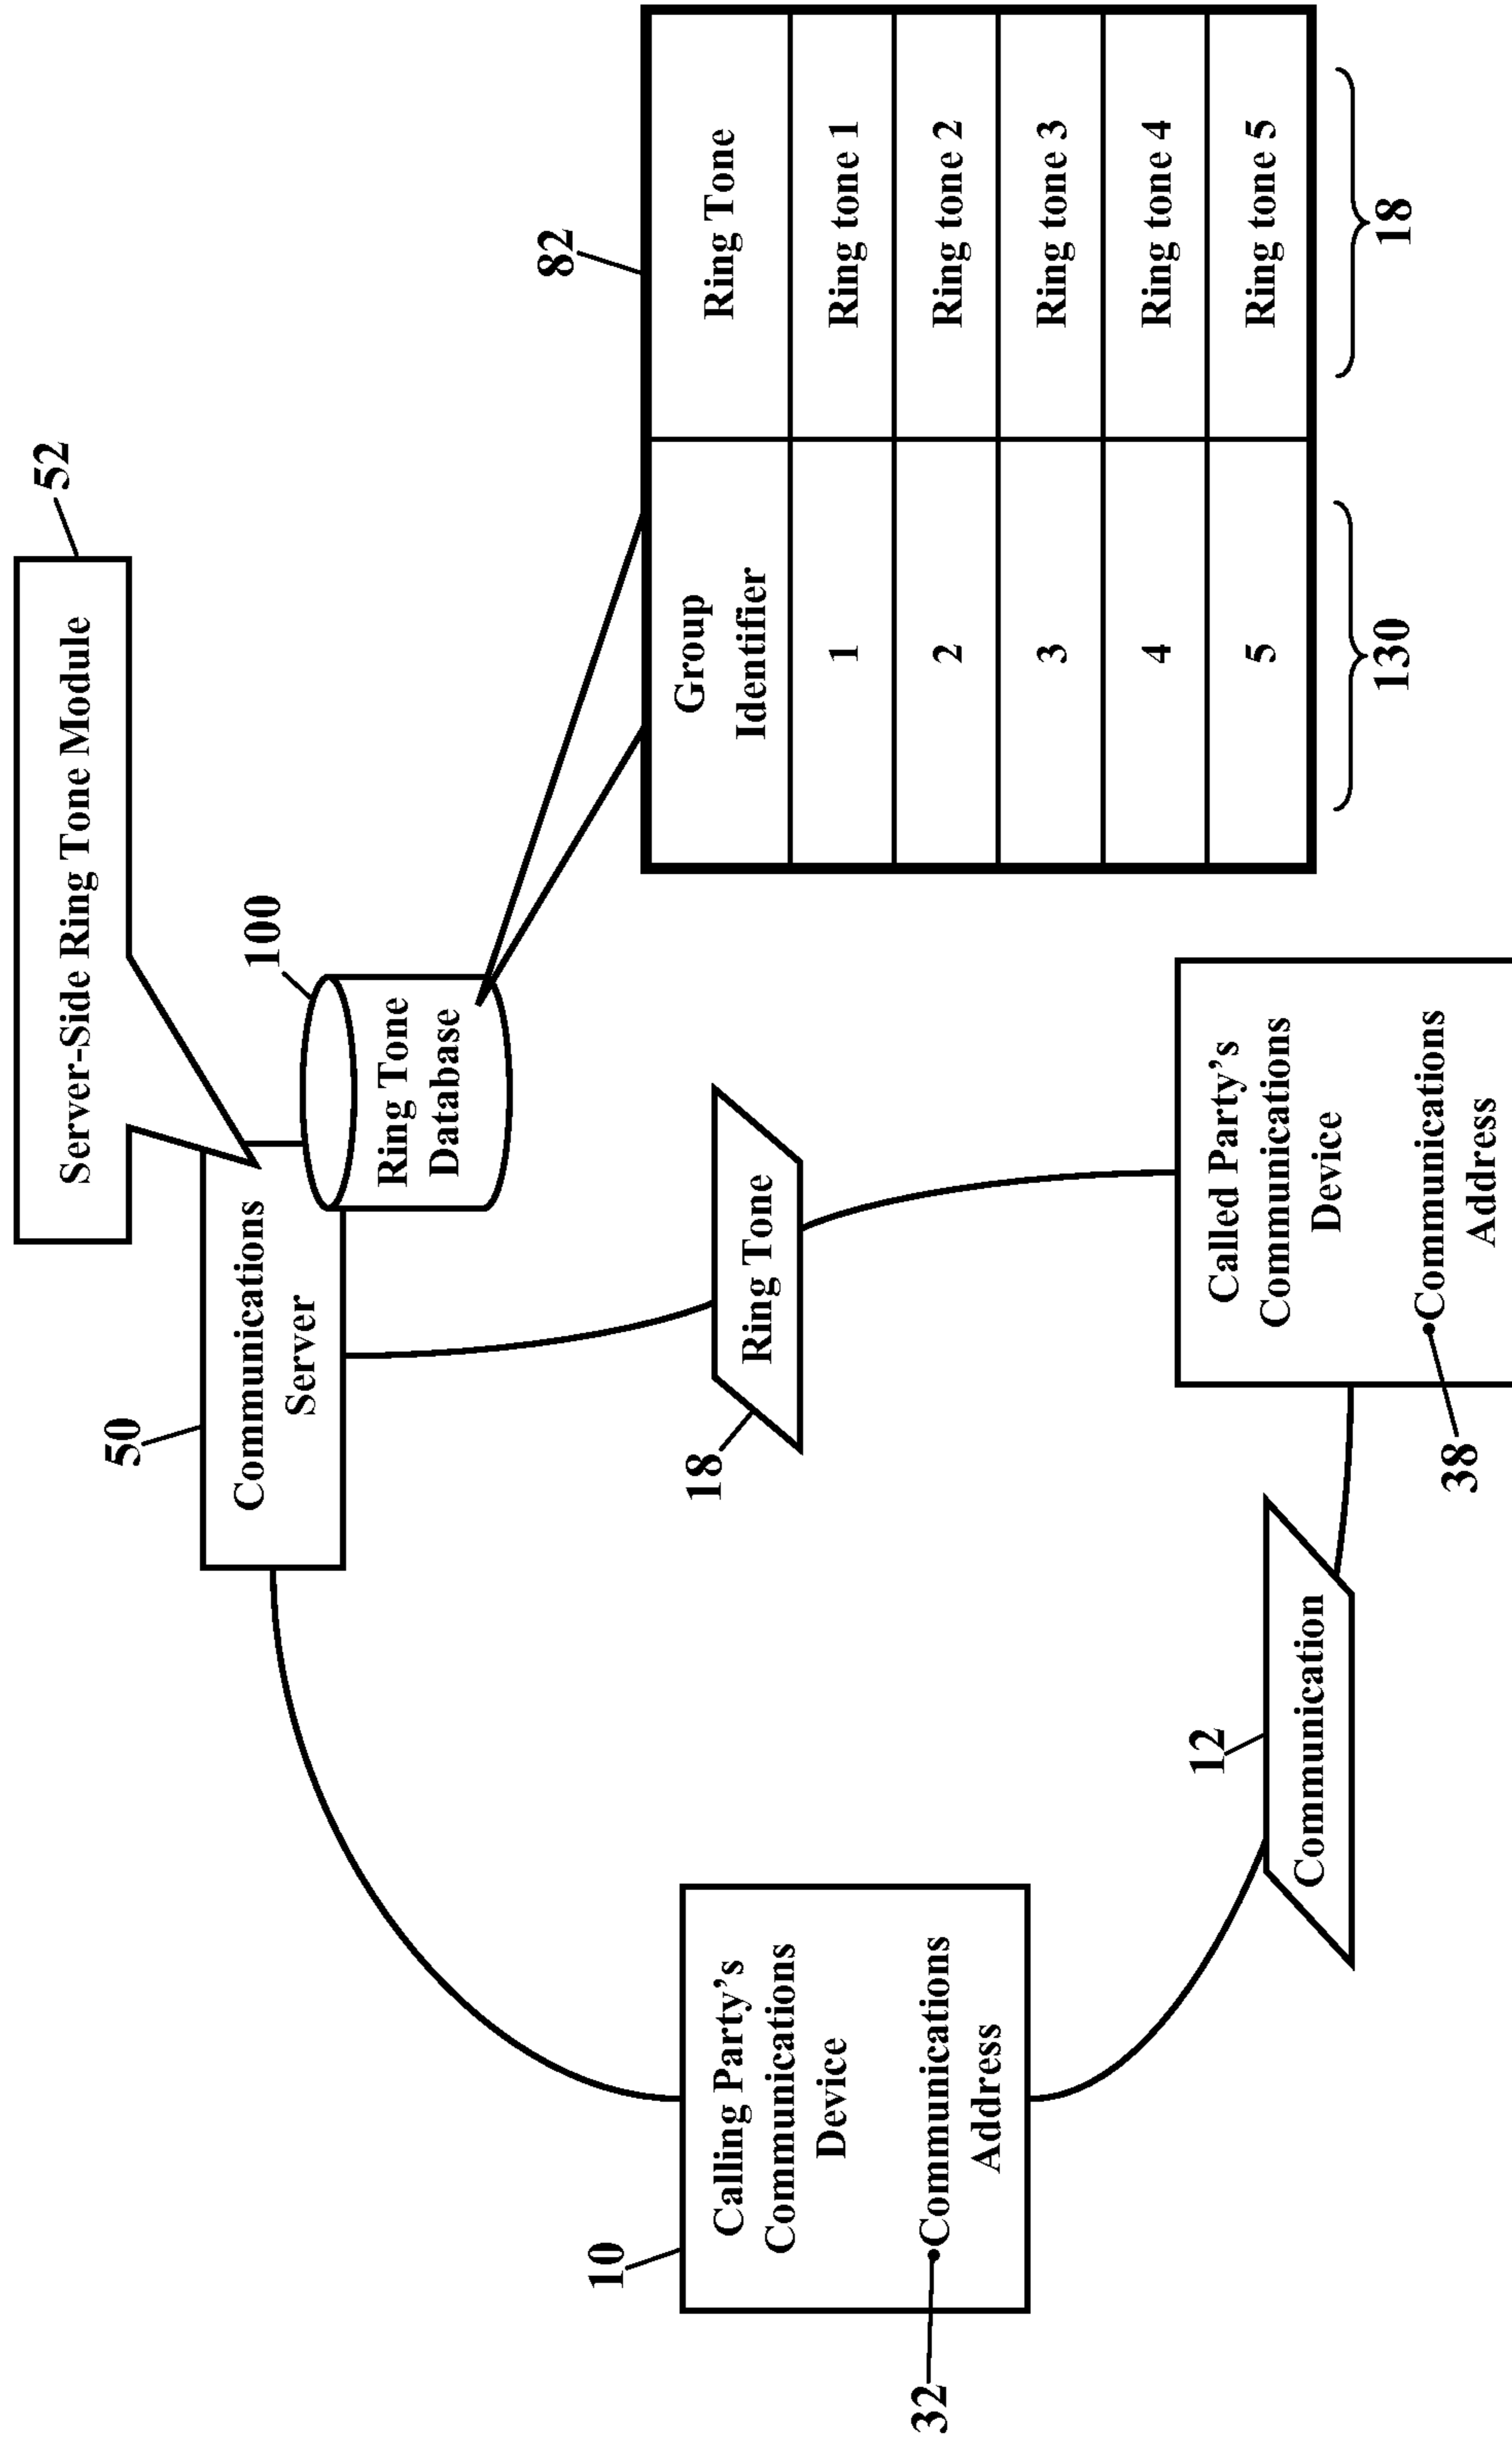 52
Server-Side Ring Tone Module
50
Communications
Server
100
Ring Tone
Database
82
Group
Identifier
Ring Tone
1
Ring tone 1
2
Ring tone 2
3
Ring tone 3
4
Ring tone 4
5
Ring tone 5
130
18
18
Ring Tone
10
Calling Party's
Communications
Device
32
Communications
Address
12
Communication
Called Party's
Communications
Device
38
Communications
Address